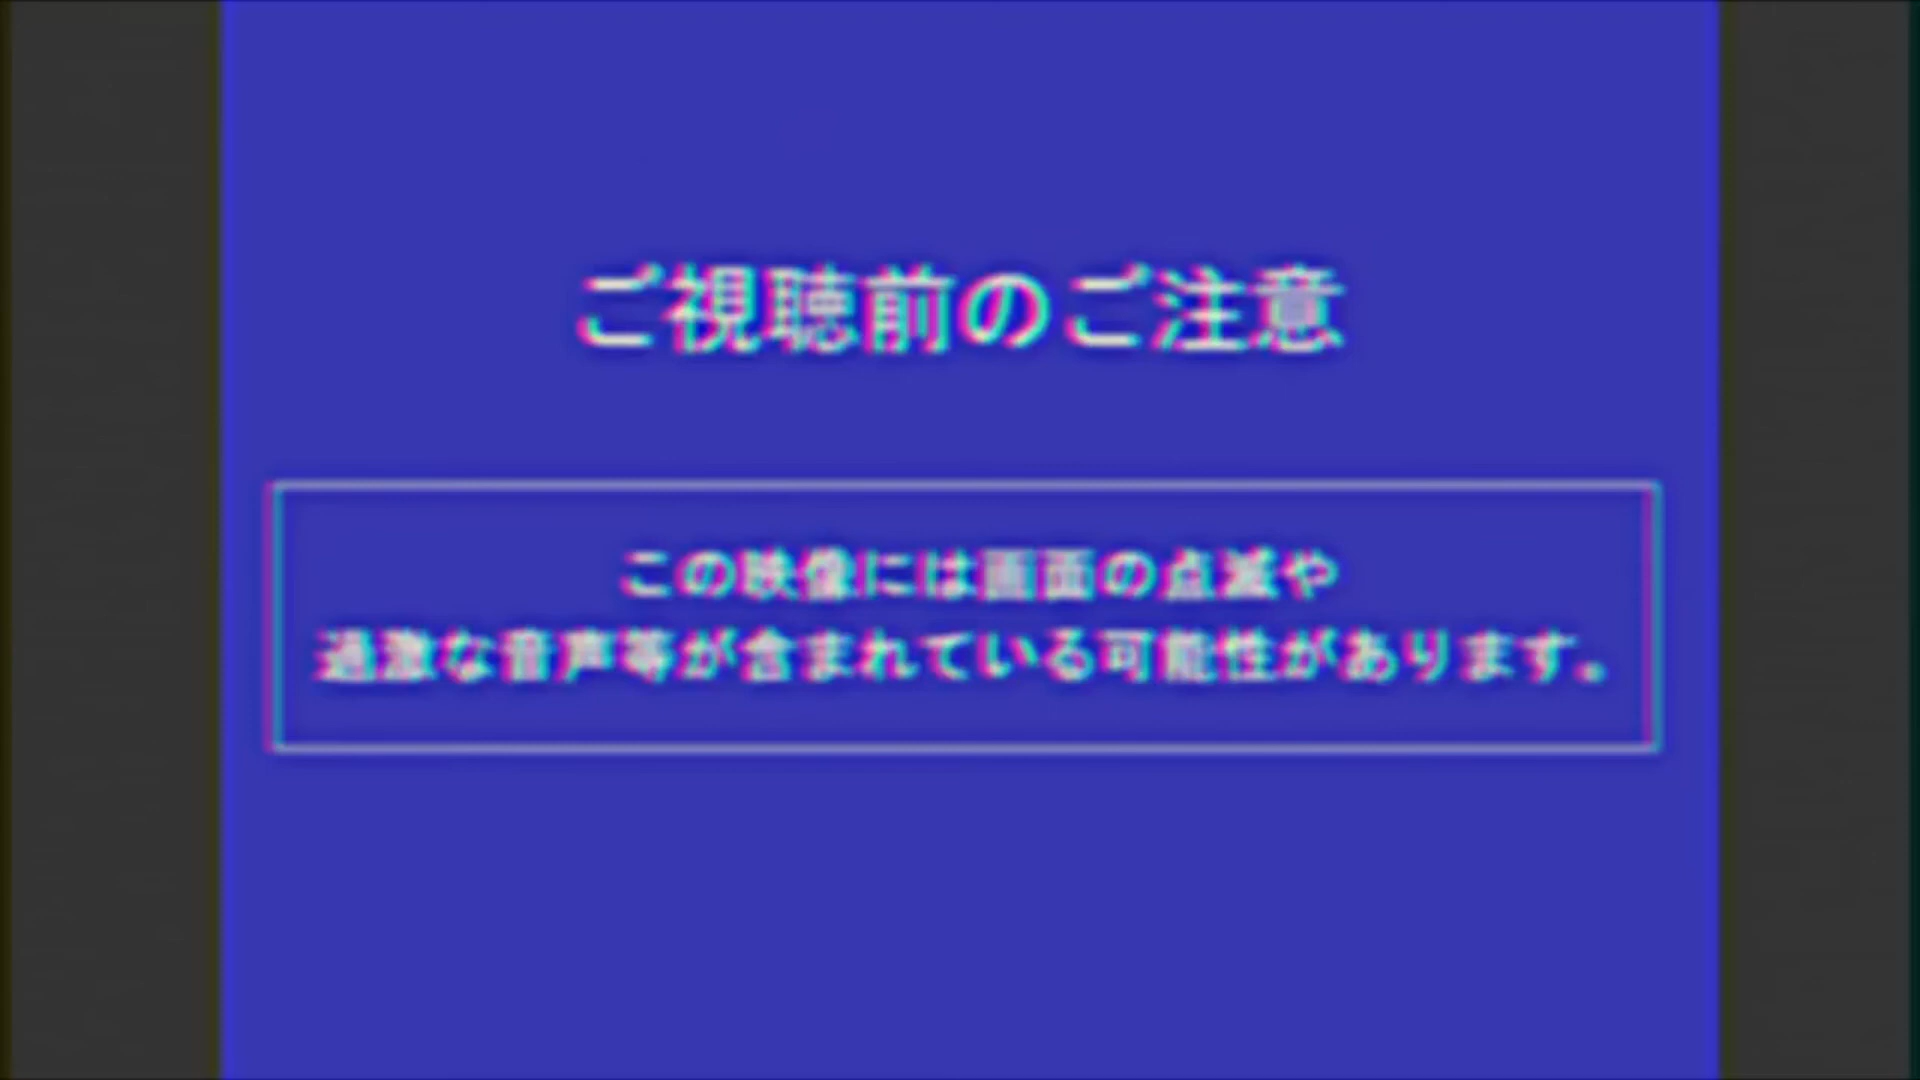 ご視聴前のご注意
この映像には画面の点滅や
過激な音声等が含まれている可能性があります。